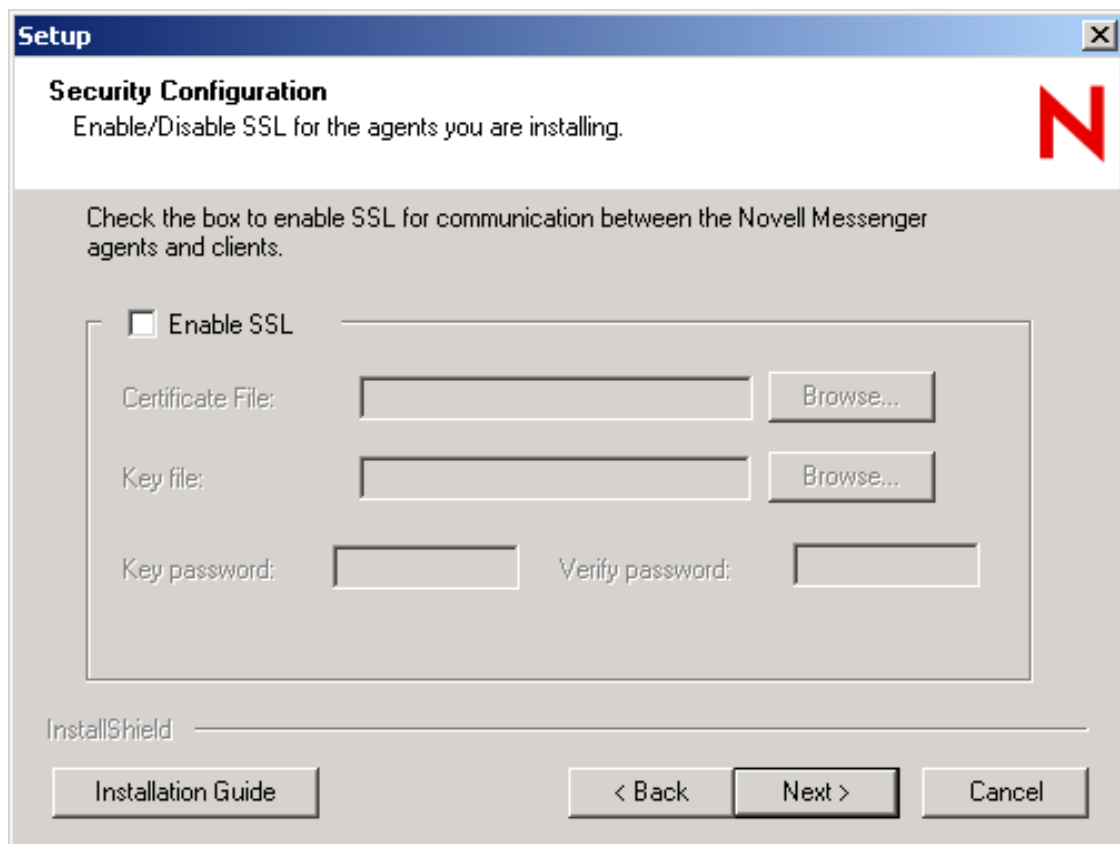 Setup
Security Configuration
Enable/Disable SSL for the agents you are installing.
N
Check the box to enable SSL for communication between the Novell Messenger
agents and clients.
Enable SSL
Certificate File:
Browse...
Key file:
Browse...
Key password:
Verify password:
InstallShield
Installation Guide
< Back
Next >
Cancel